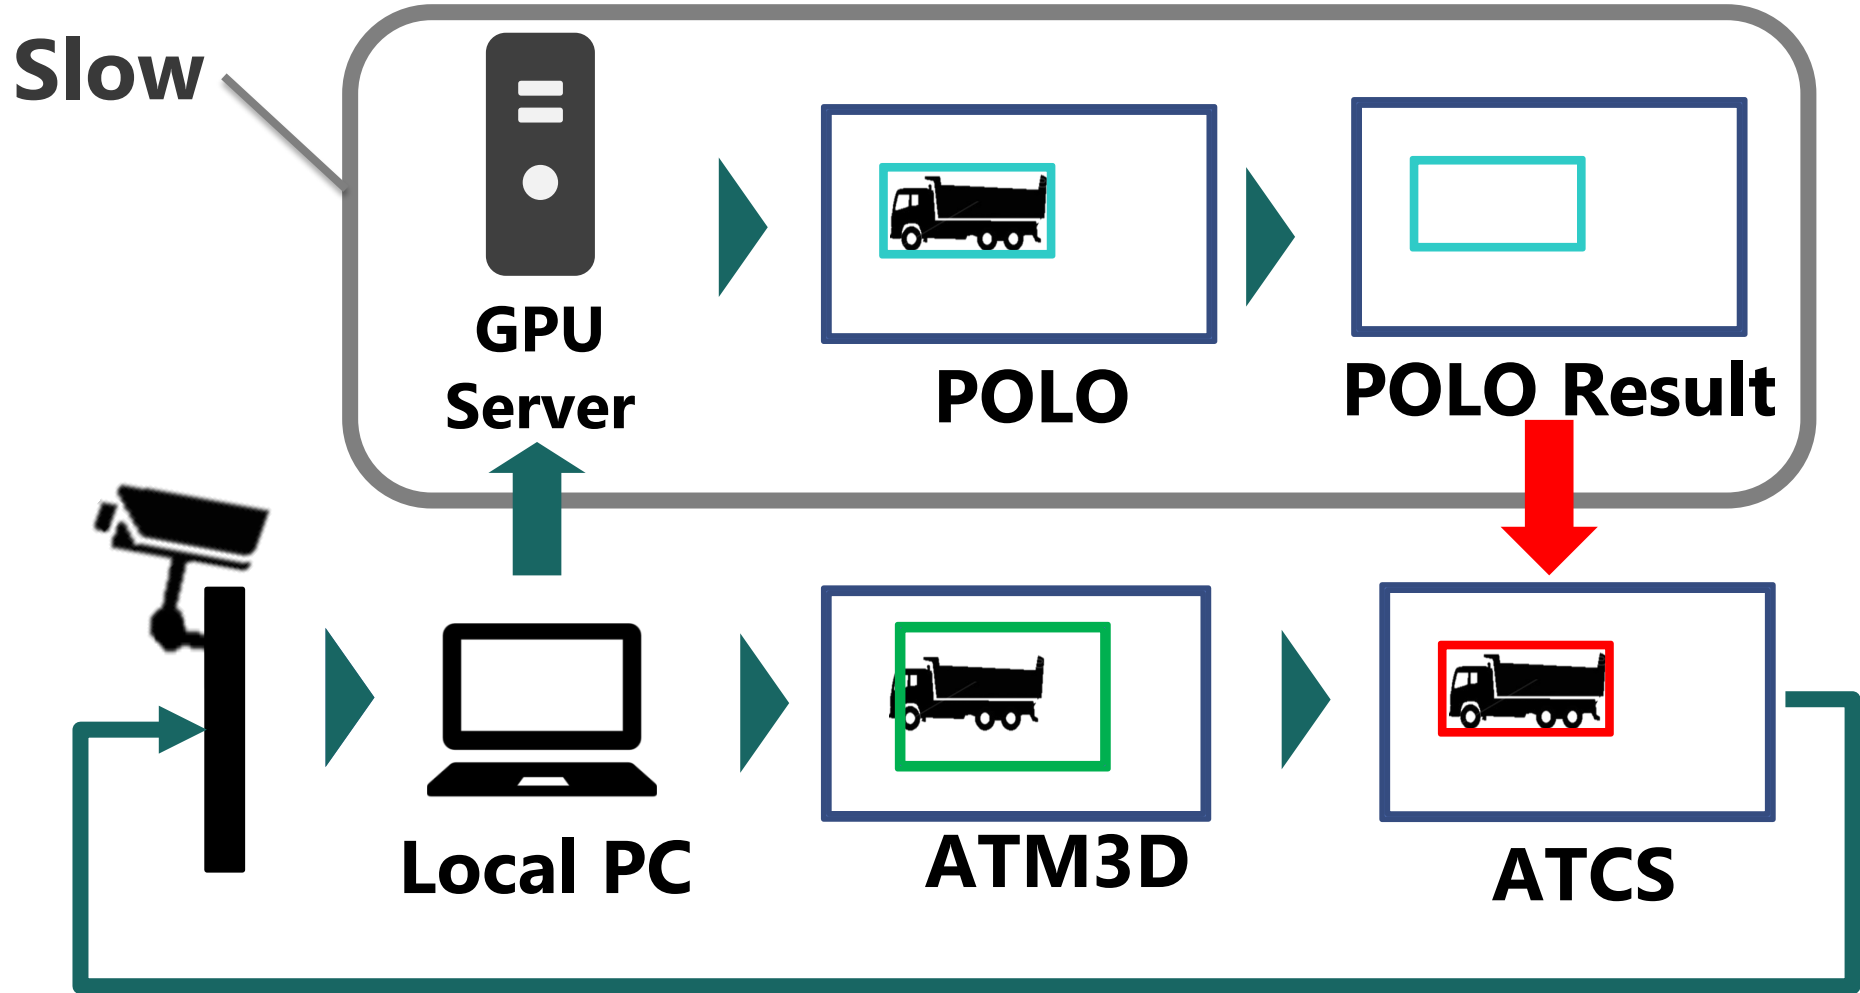 Slow
GPU
Server
POLO
POLO Result
Local PC
ATM3D
ATCS